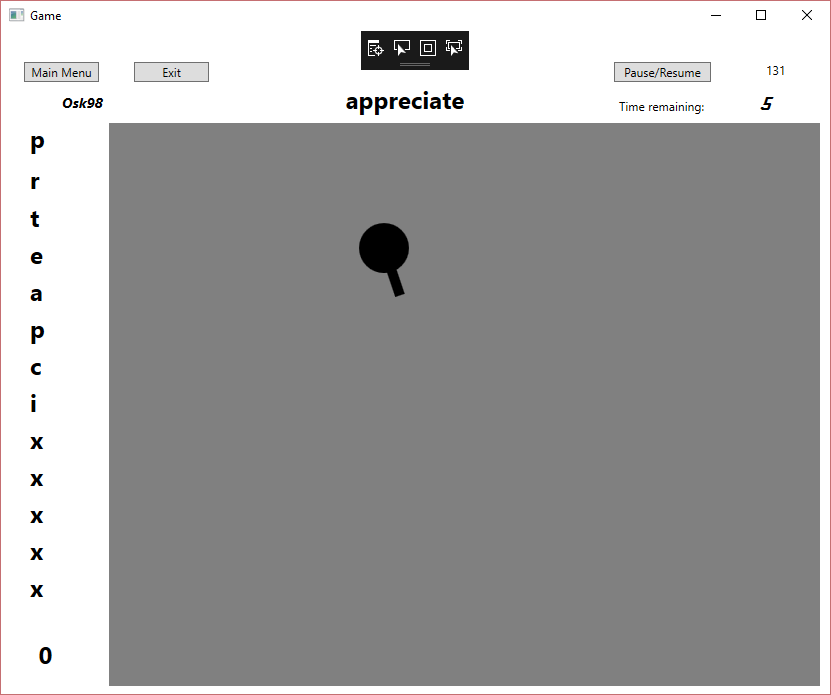 Game
Main Menu
Exit
Pause/Resume
131
Osk98
appreciate
Time remaining:
5
p
r
t
e
a
p
c
i
x
x
x
x
x
0